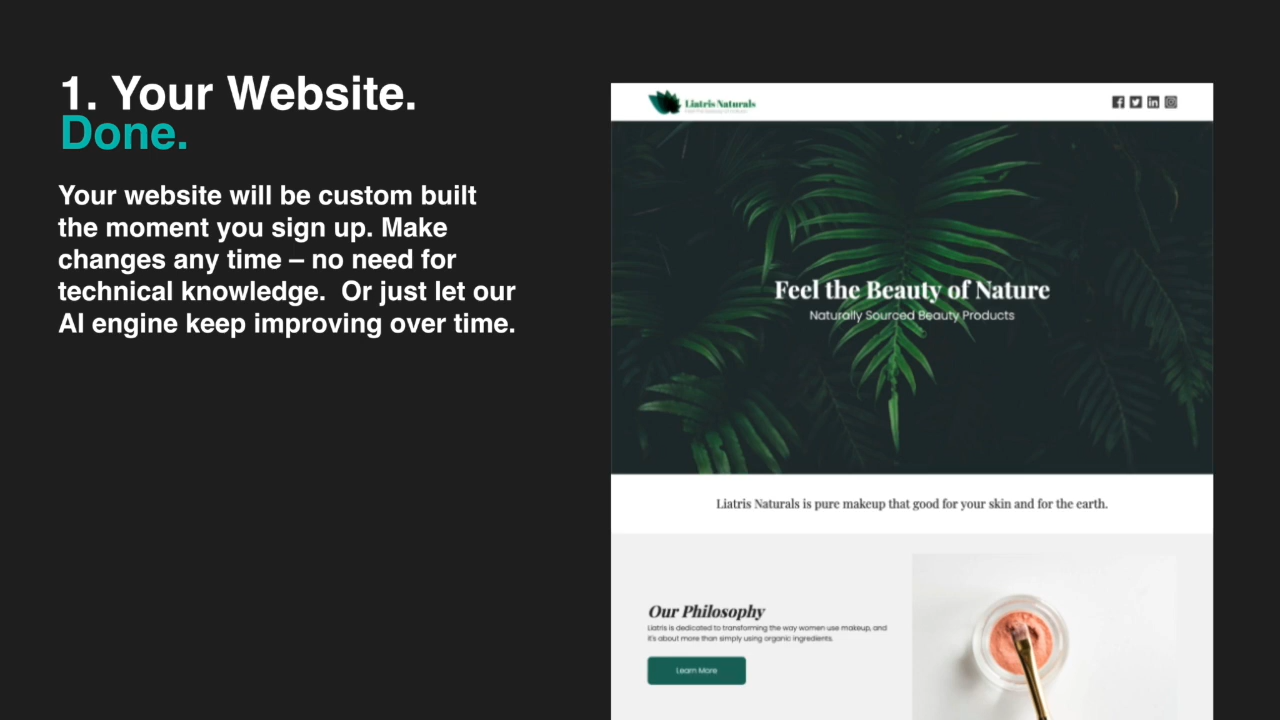 1. Your Website.
Done.
Your website will be custom built
the moment you sign up. Make
changes any time – no need for
technical knowledge.  Or just let our
AI engine keep improving over time.
Liatris Naturals
Feel the Beauty of Nature
Naturally Sourced Beauty Products
Liatris Naturals is pure makeup that good for your skin and for the earth.
Our Philosophy
Liatris is dedicated to transforming the way women use makeup, and
it's about more than simply using organic ingredients.
Learn More